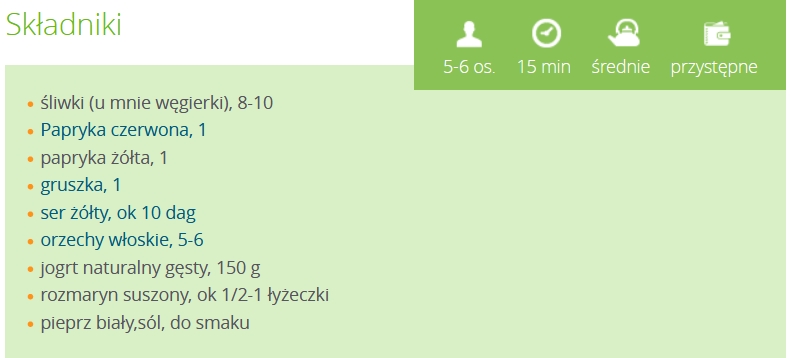 Składniki
5-6 os. 15 min średnie przystępne
śliwki (u mnie węgierki), 8-10
Papryka czerwona, 1
papryka żółta, 1
gruszka, 1
ser żółty, ok 10 dag
orzechy włoskie, 5-6
jogrt naturalny gęsty, 150 g
rozmaryn suszony, ok 1/2-1 łyżeczki
pieprz biały,sól, do smaku